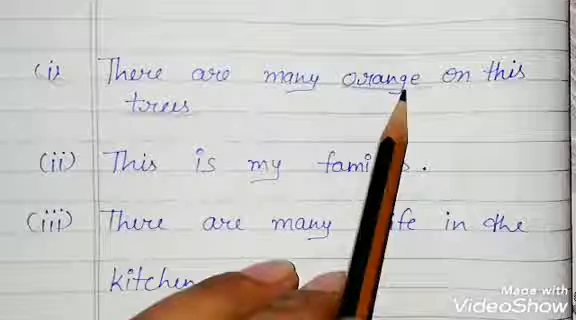 (i) There are many orange on this
trees
(ii) This is my .
(iii) There are many in the
kitchen
Made with
VideoShow